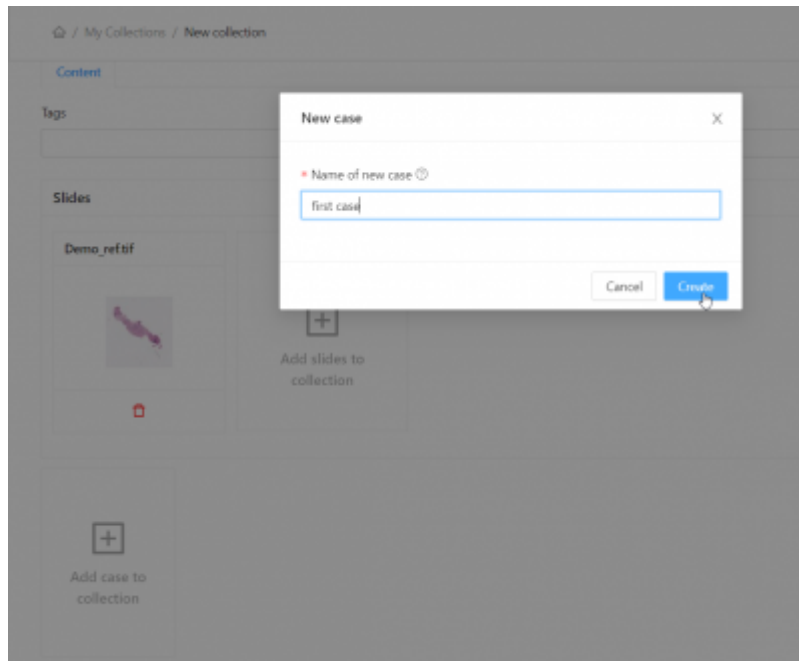 / My Collections / New collection
Content
Tags
New case
* Name of new case
first case
Cancel
Create
Slides
Demo_ref.tif
Add slides to
collection
Add case to
collection